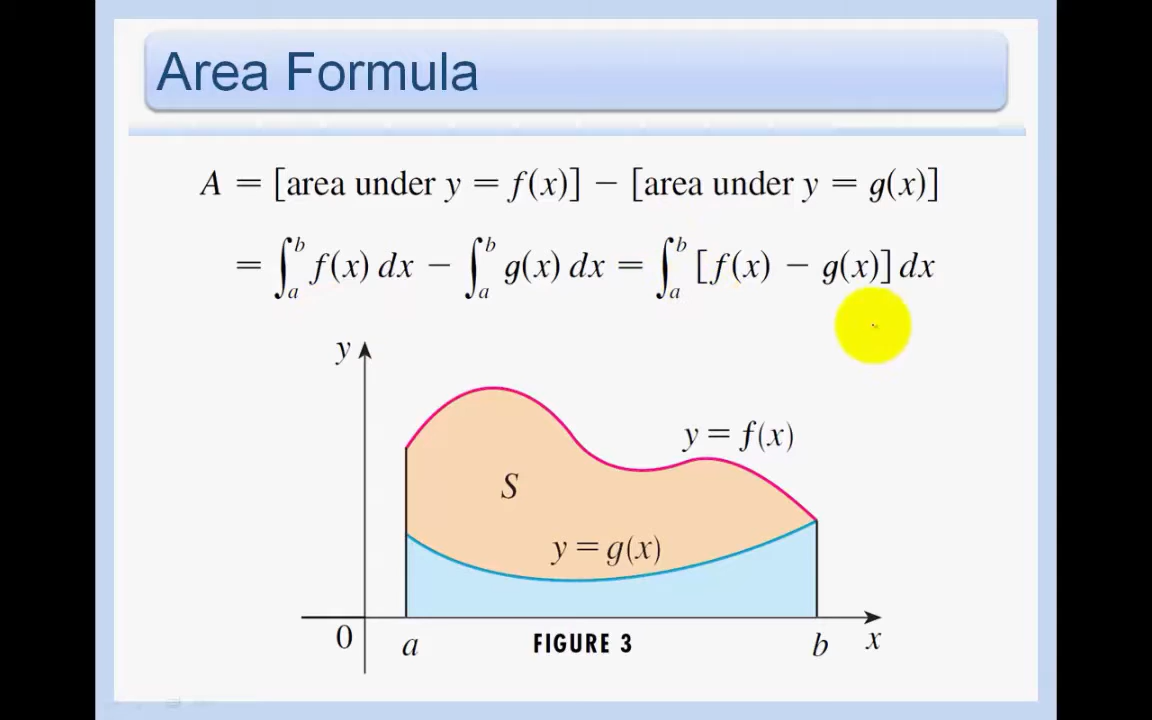 Area Formula
A = [area under y = f(x)] − [area under y = g(x)]
= ∫_a^b f(x) dx − ∫_a^b g(x) dx = ∫_a^b [f(x) − g(x)] dx
y
y = f(x)
S
y = g(x)
0 a FIGURE 3 b x